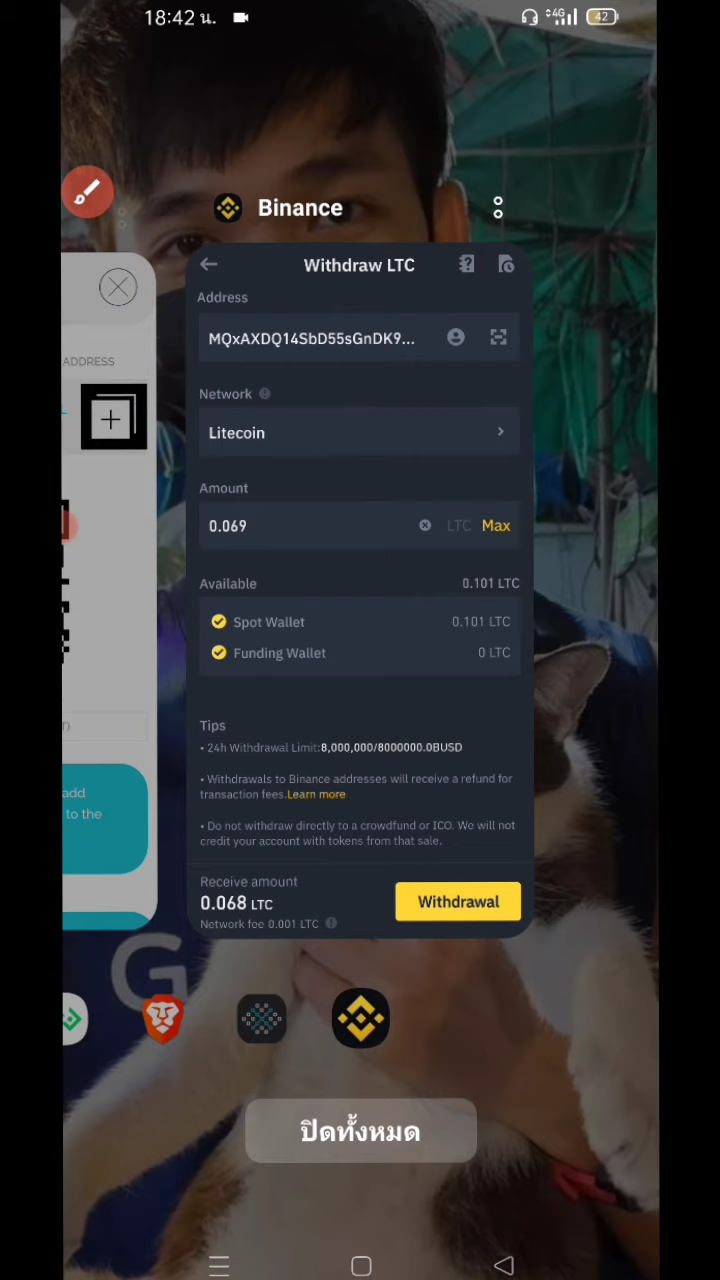 18:42 น.
4G
42
Binance
Withdraw LTC
Address
MQxAXDQ14SbD55sGnDK9...
Network
Litecoin
Amount
0.069
LTC Max
Available 0.101 LTC
Spot Wallet 0.101 LTC
Funding Wallet 0 LTC
Tips
• 24h Withdrawal Limit:8,000,000/8000000.0BUSD
• Withdrawals to Binance addresses will receive a refund for
transaction fees.Learn more
• Do not withdraw directly to a crowdfund or ICO. We will not
credit your account with tokens from that sale.
Receive amount
0.068 LTC
Network fee 0.001 LTC
Withdrawal
ADDRESS
add
to the
G
ปิดทั้งหมด